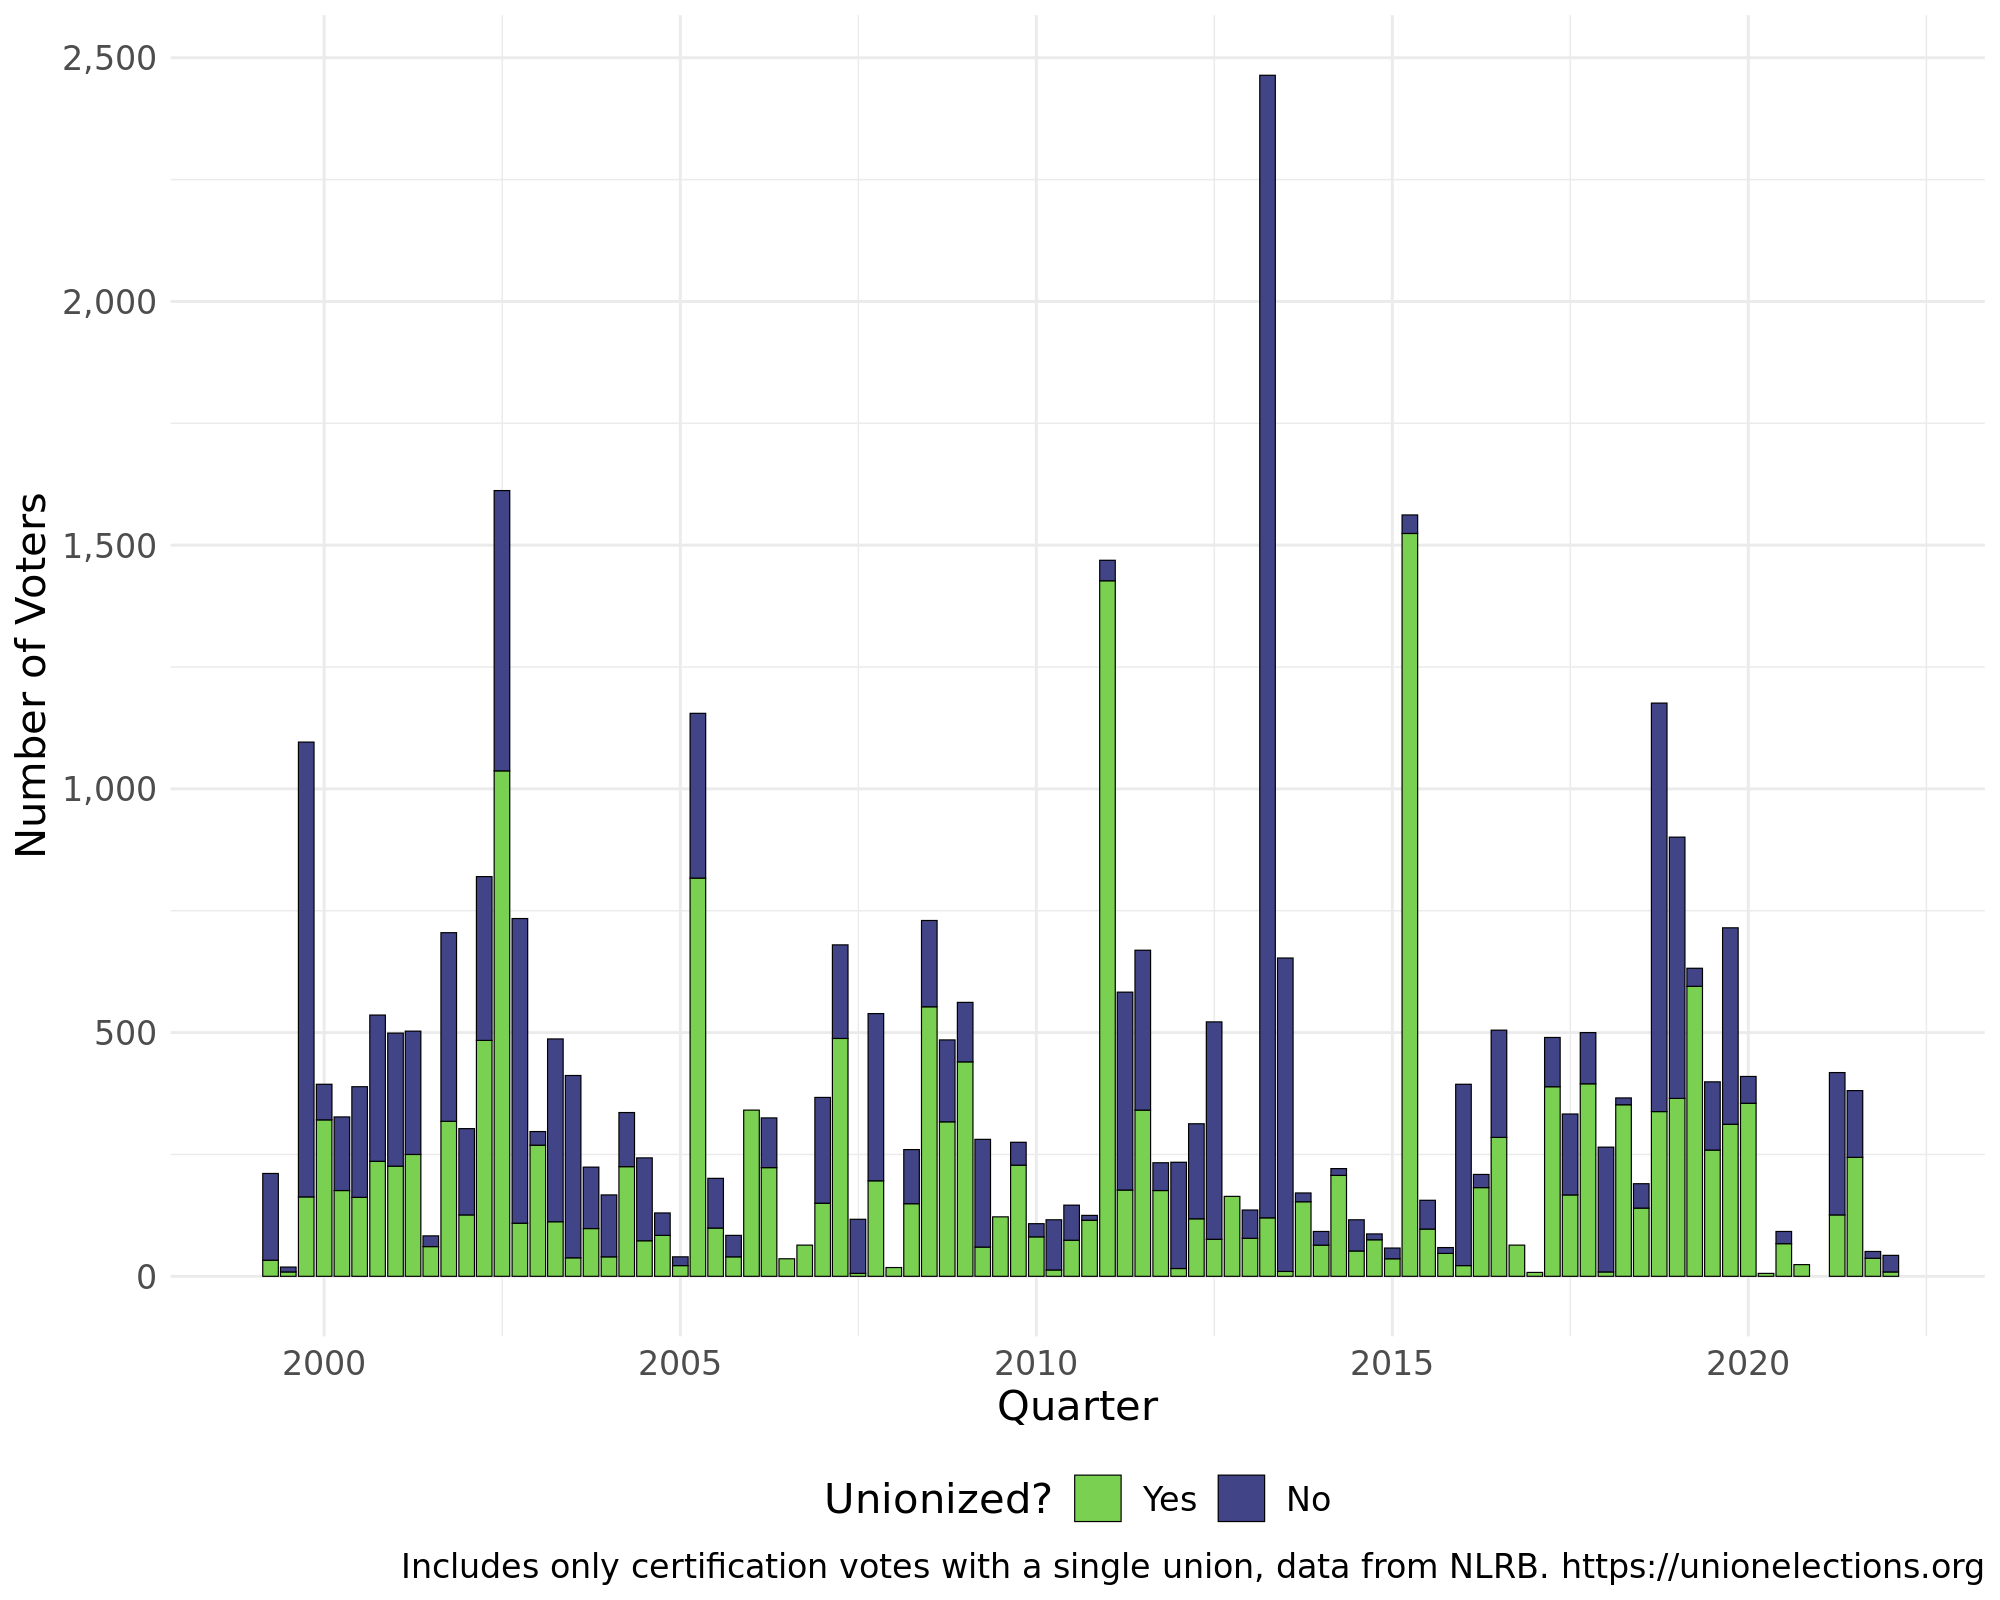 2,500
2,000
1,500
1,000
500
0
Number of Voters
2000 2005 2010 2015 2020
Quarter
Unionized? Yes No
Includes only certification votes with a single union, data from NLRB. https://unionelections.org